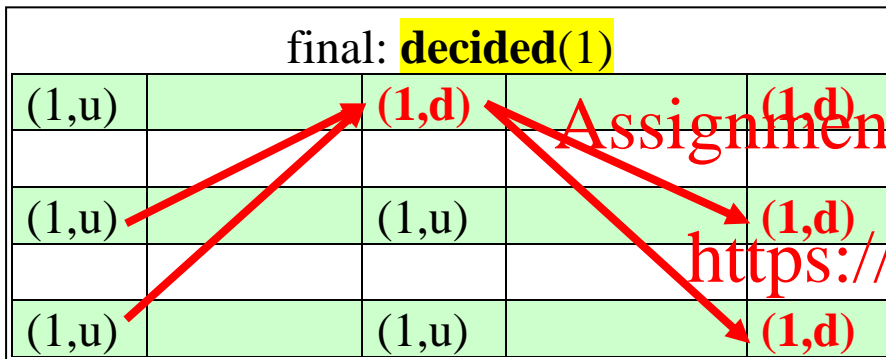 final: decided(1)
(1,u) (1,d) (1,d)
Assignmen
(1,u) (1,u) (1,d)
https://
(1,u) (1,u) (1,d)